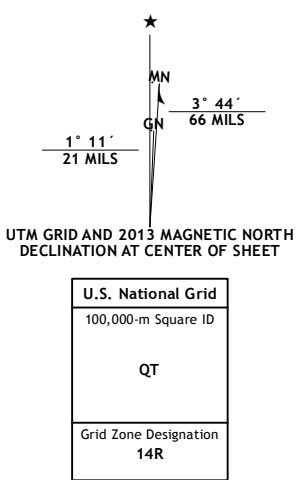 MN
3° 44´
66 MILS
GN
1° 11´
21 MILS
UTM GRID AND 2013 MAGNETIC NORTH
DECLINATION AT CENTER OF SHEET
U.S. National Grid
100,000-m Square ID
QT
Grid Zone Designation
14R